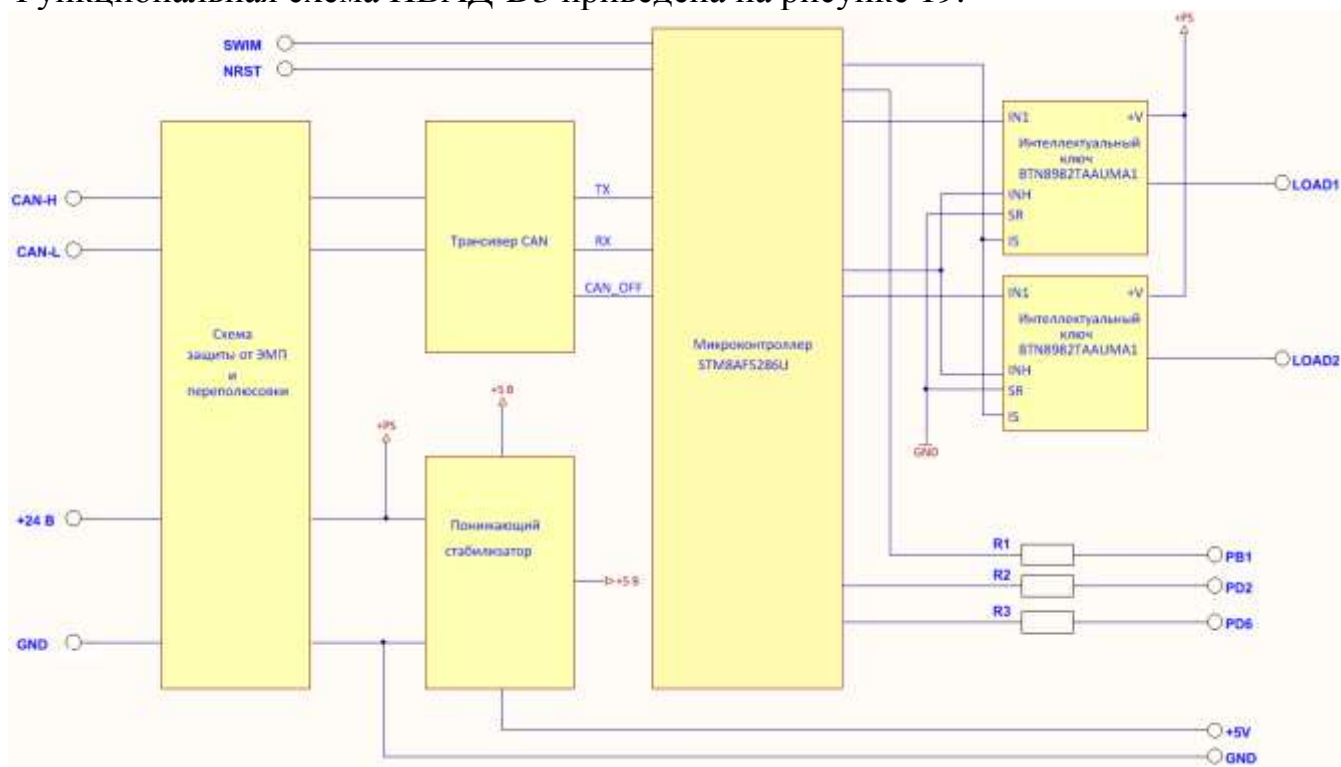 SWIM
NRST
+PS
IN1
+V
Интеллектуальный
ключ
BTN8982TAAUMA1
INH
SR
IS
LOAD1
CAN-H
CAN-L
TX
RX
CAN_OFF
Трансивер CAN
Схема
защиты от ЭМП
и
переполюсовки
Микроконтроллер
STM8AF5286U
IN1
+V
Интеллектуальный
ключ
BTN8982TAAUMA1
INH
SR
IS
LOAD2
GND
+5 В
+PS
+24 В
Понижающий
стабилизатор
+5 В
R1
PB1
R2
PD2
R3
PD6
GND
+5V
GND